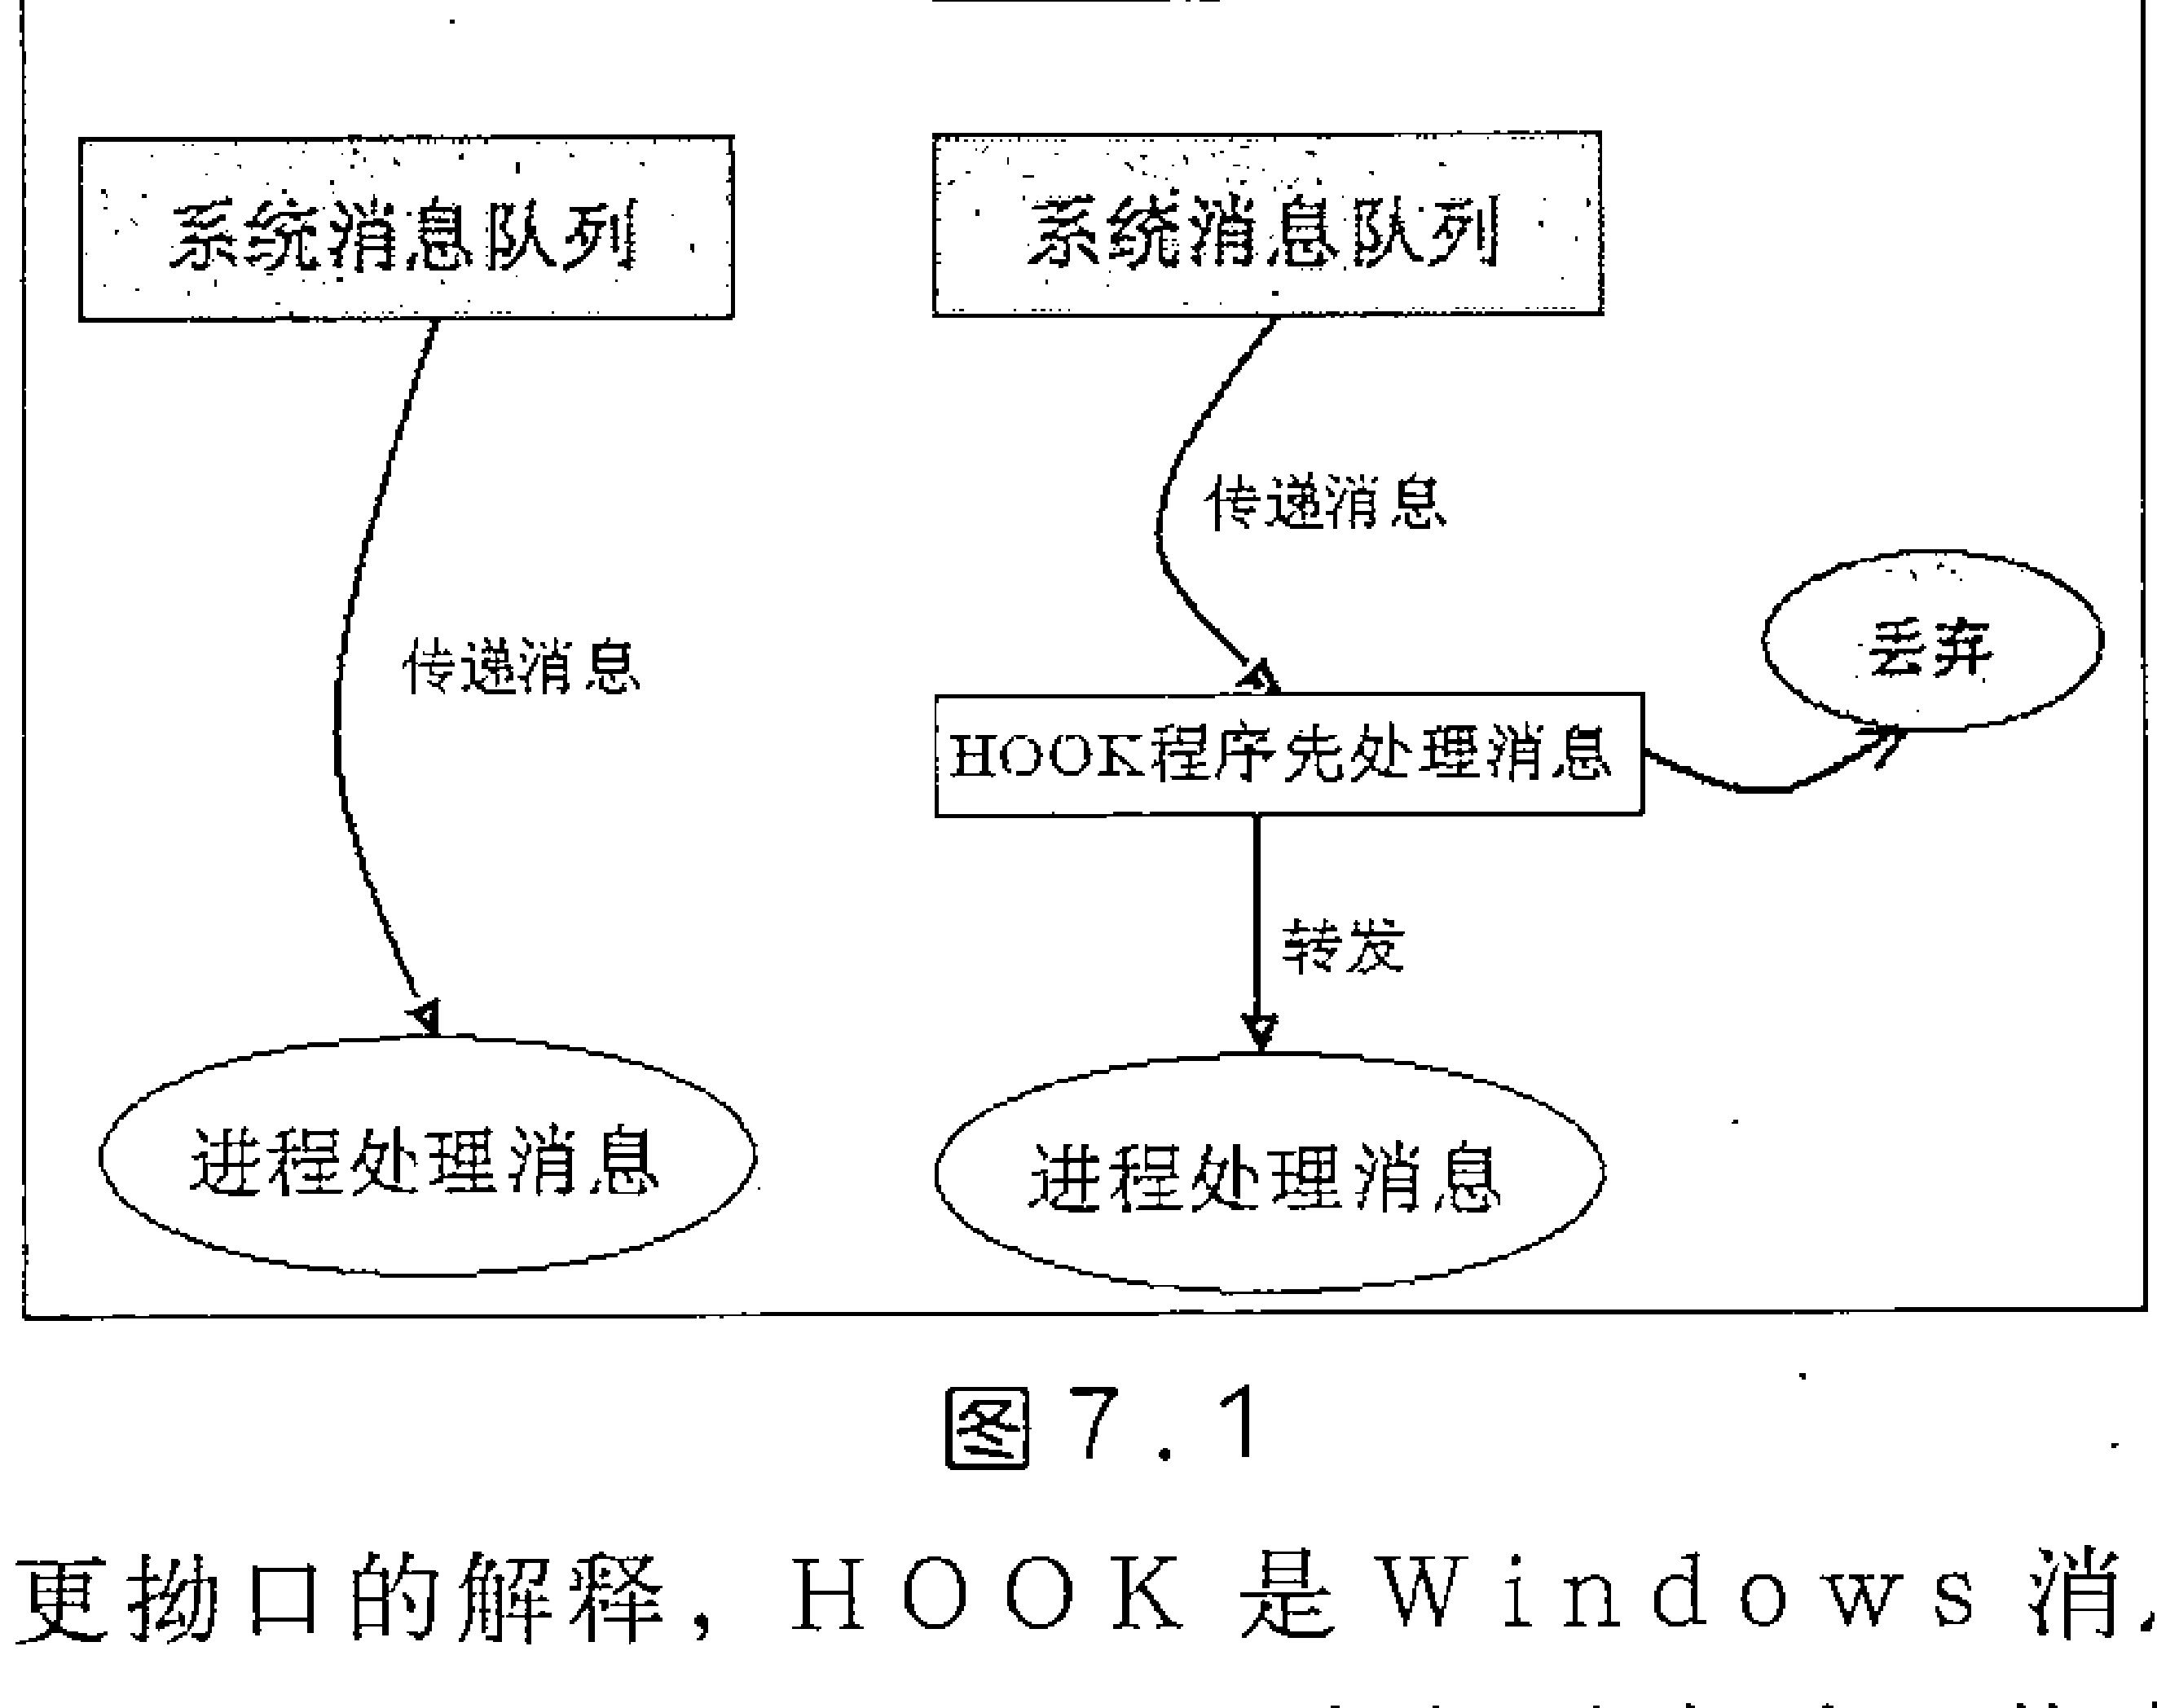 系统消息队列 系统消息队列
传递消息
传递消息
丢弃
HOOK程序先处理消息
转发
进程处理消息 进程处理消息
图7.1
更拗口的解释，HOOK是Windows消